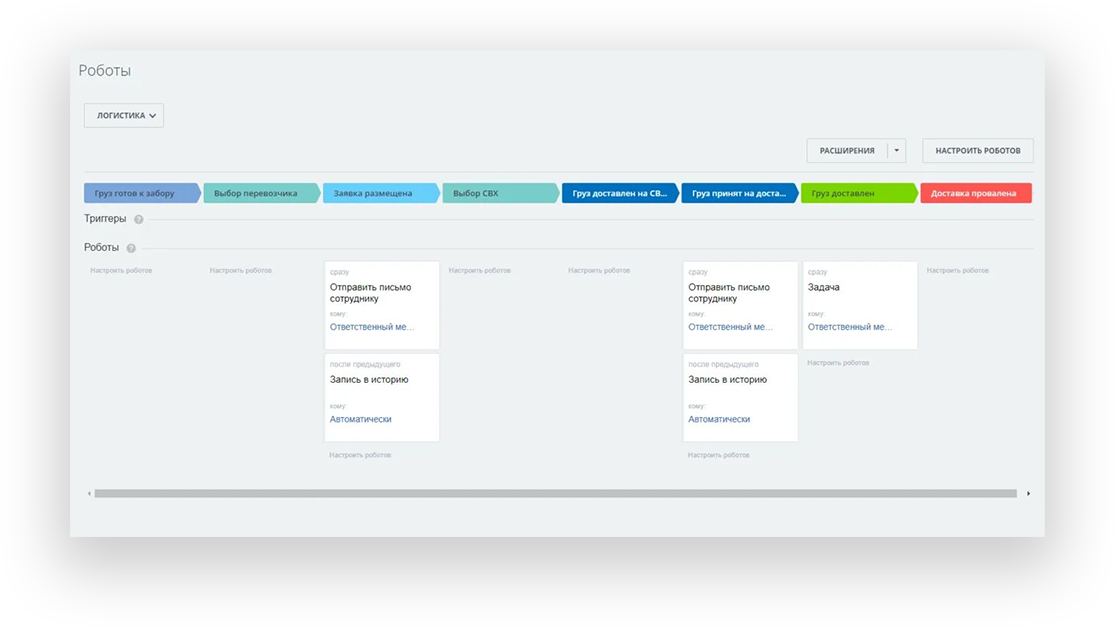 Роботы
ЛОГИСТИКА
РАСШИРЕНИЯ
НАСТРОИТЬ РОБОТОВ
Груз готов к забору
Выбор перевозчика
Заявка размещена
Выбор СВХ
Груз доставлен на СВ...
Груз принят на доста...
Груз доставлен
Доставка провалена
Триггеры ?
Роботы ?
Настроить роботов
Настроить роботов
сразу
Отправить письмо
сотруднику
кому:
Ответственный ме...
после предыдущего
Запись в историю
кому:
Автоматически
Настроить роботов
Настроить роботов
Настроить роботов
сразу
Отправить письмо
сотруднику
кому:
Ответственный ме...
после предыдущего
Запись в историю
кому:
Автоматически
Настроить роботов
сразу
Задача
кому:
Ответственный ме...
Настроить роботов
Настроить роботов